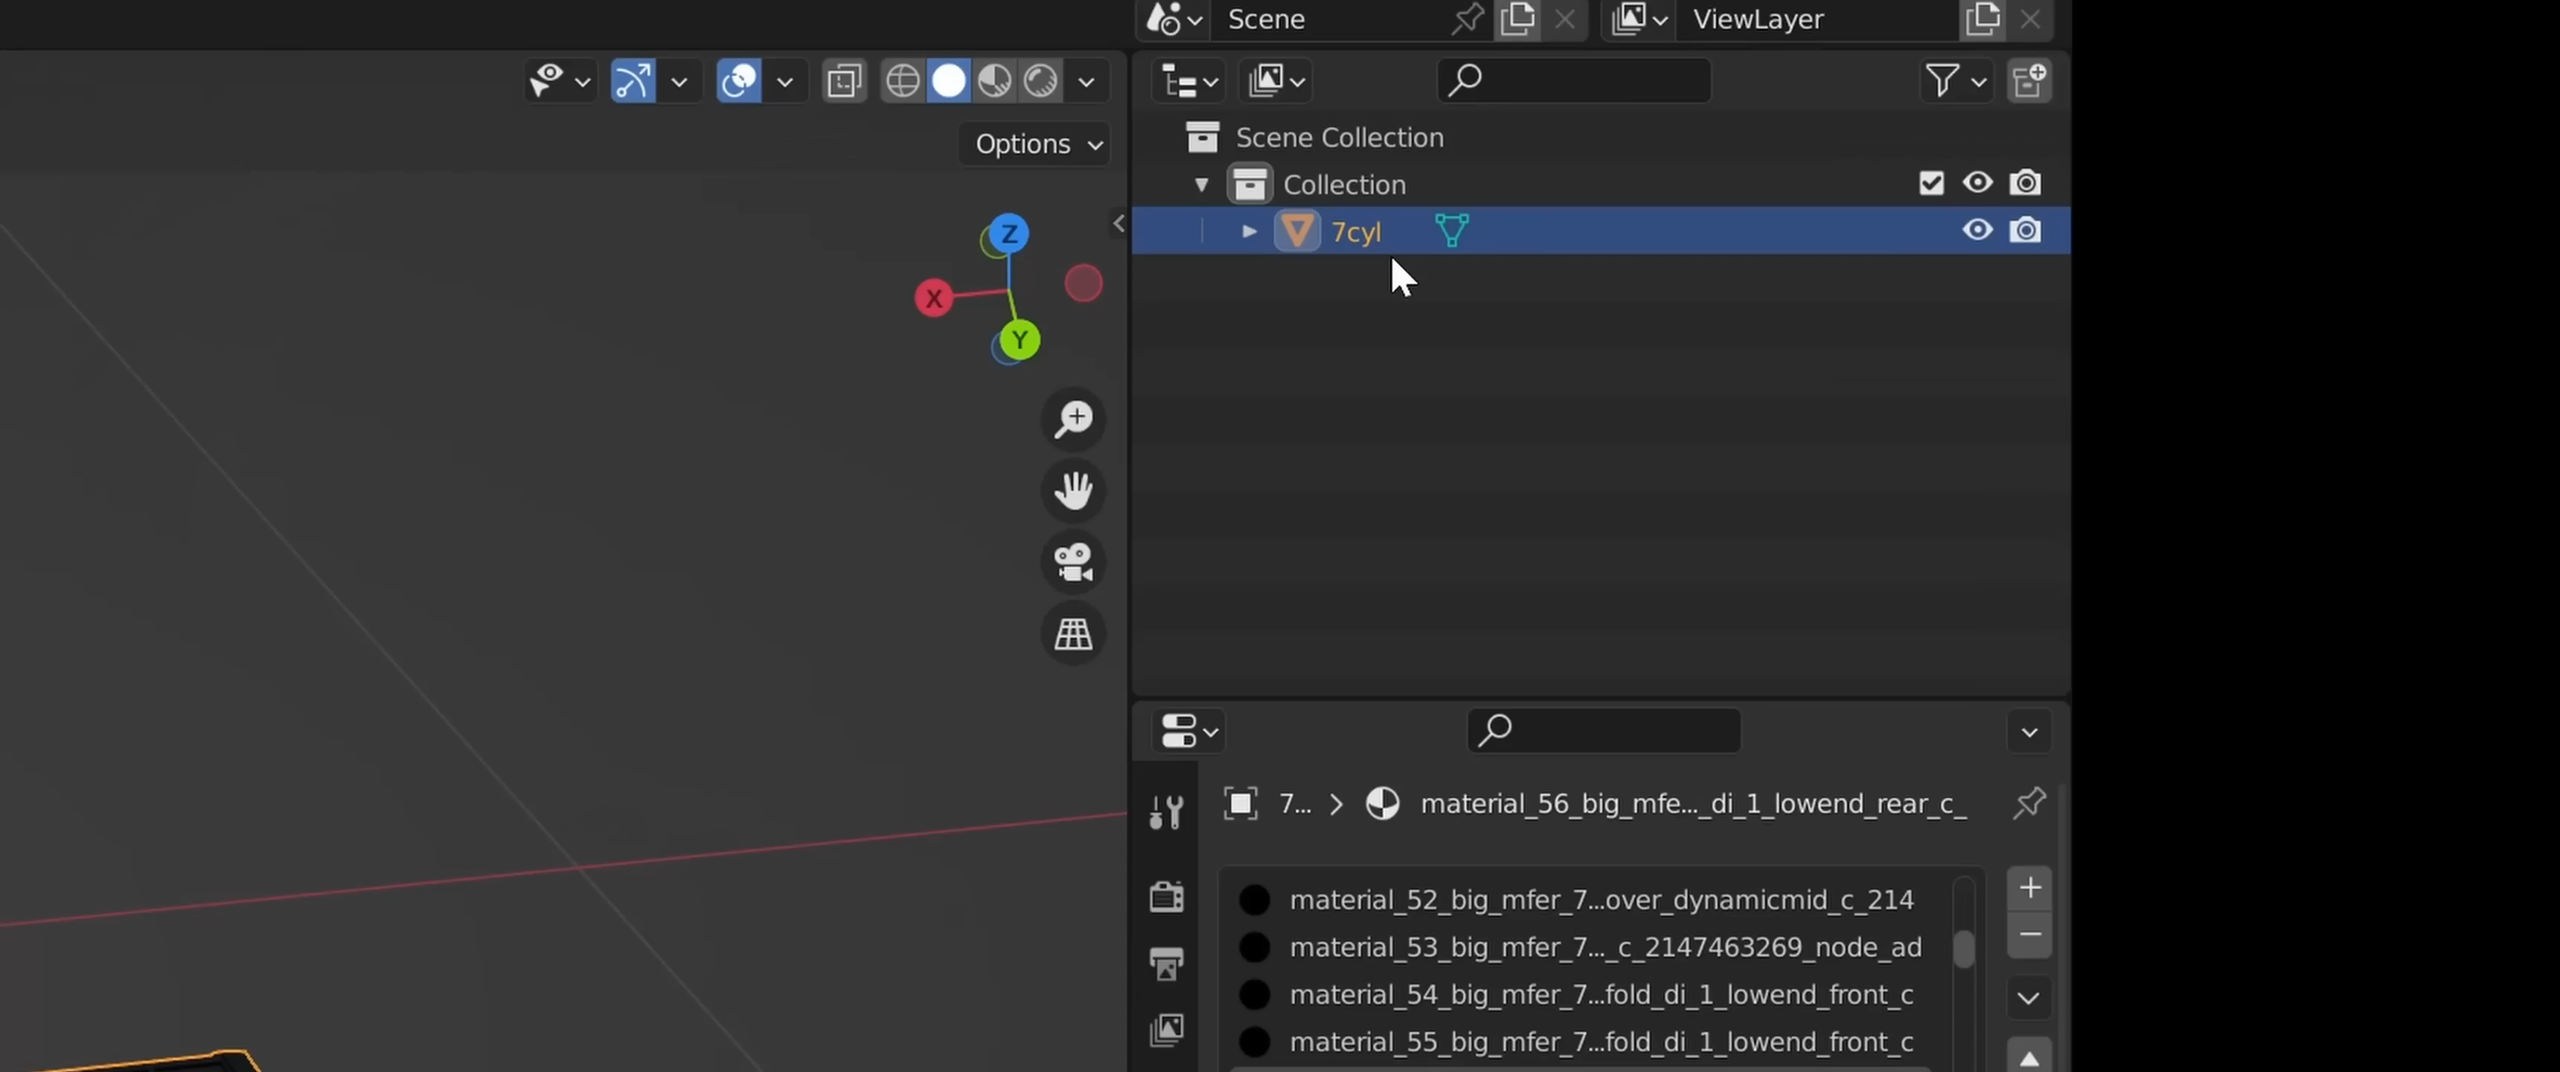 Scene
ViewLayer
Options
Scene Collection
Collection
7cyl
Z
X
Y
7... > material_56_big_mfe..._di_1_lowend_rear_c_
material_52_big_mfer_7...over_dynamicmid_c_214
material_53_big_mfer_7..._c_2147463269_node_ad
material_54_big_mfer_7...fold_di_1_lowend_front_c
material_55_big_mfer_7...fold_di_1_lowend_front_c